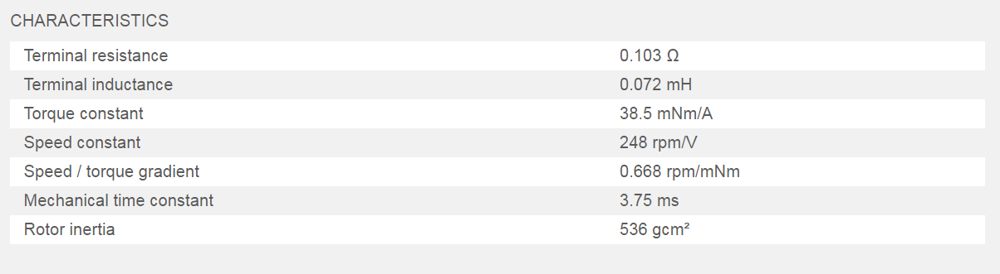 CHARACTERISTICS
Terminal resistance 0.103 Ω
Terminal inductance 0.072 mH
Torque constant 38.5 mNm/A
Speed constant 248 rpm/V
Speed / torque gradient 0.668 rpm/mNm
Mechanical time constant 3.75 ms
Rotor inertia 536 gcm²